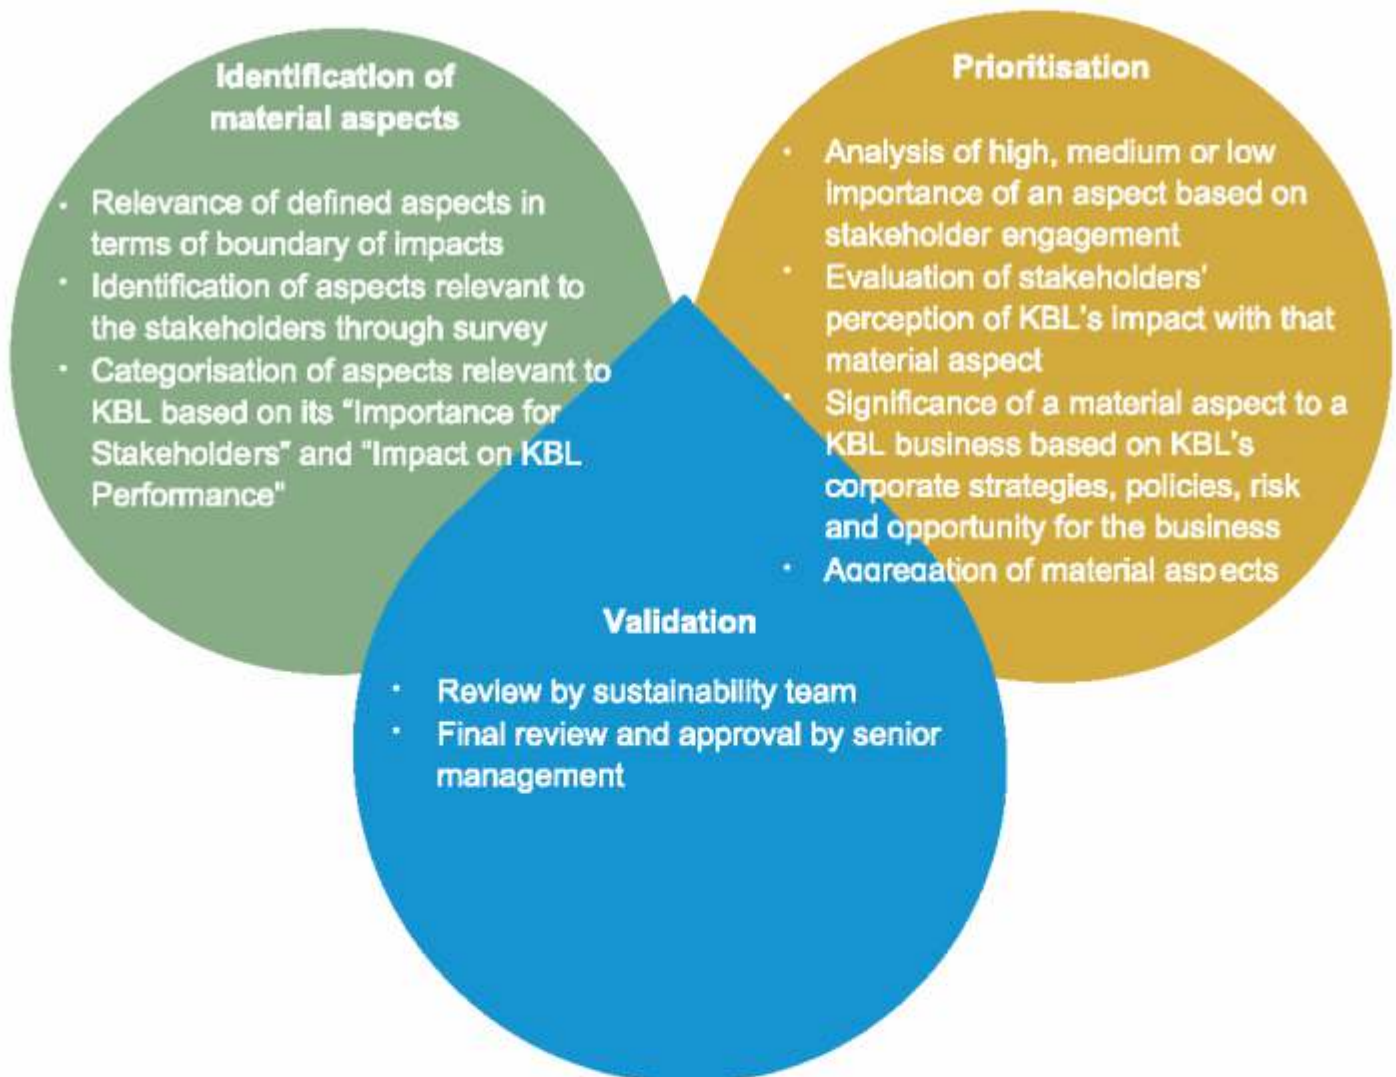 Identification of
material aspects
• Relevance of defined aspects in
terms of boundary of impacts
• Identification of aspects relevant to
the stakeholders through survey
• Categorisation of aspects relevant to
KBL based on its “Importance for
Stakeholders” and “Impact on KBL
Performance”
Prioritisation
• Analysis of high, medium or low
importance of an aspect based on
stakeholder engagement
• Evaluation of stakeholders’
perception of KBL’s impact with that
material aspect
• Significance of a material aspect to a
KBL business based on KBL’s
corporate strategies, policies, risk
and opportunity for the business
• Aggregation of material aspects
Validation
• Review by sustainability team
• Final review and approval by senior
management